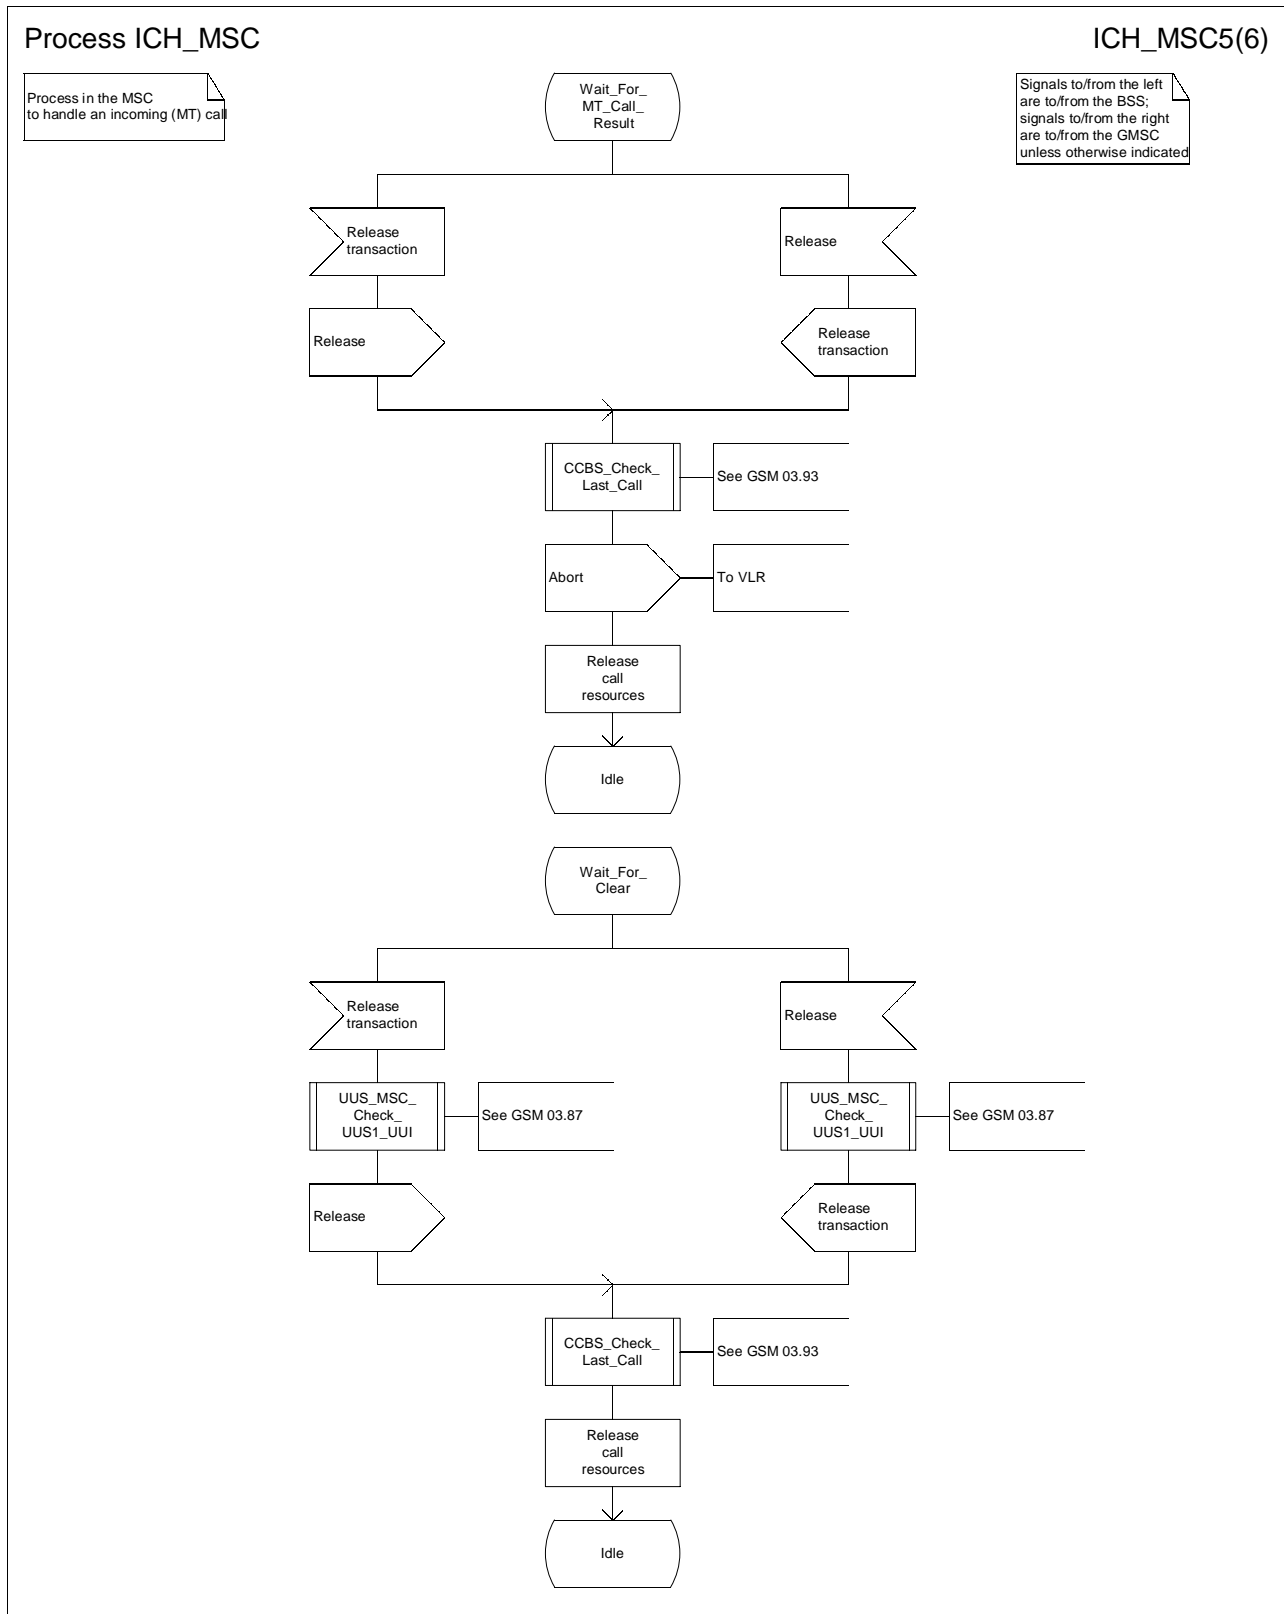 Process ICH_MSC
ICH_MSC5(6)
Process in the MSC
to handle an incoming (MT) call
Signals to/from the left
are to/from the BSS;
signals to/from the right
are to/from the GMSC
unless otherwise indicated
Wait_For_
MT_Call_
Result
Release
transaction
Release
Release
Release
transaction
CCBS_Check_
Last_Call
See GSM 03.93
Abort
To VLR
Release
call
resources
Idle
Wait_For_
Clear
Release
transaction
Release
UUS_MSC_
Check_
UUS1_UUI
See GSM 03.87
UUS_MSC_
Check_
UUS1_UUI
See GSM 03.87
Release
Release
transaction
CCBS_Check_
Last_Call
See GSM 03.93
Release
call
resources
Idle